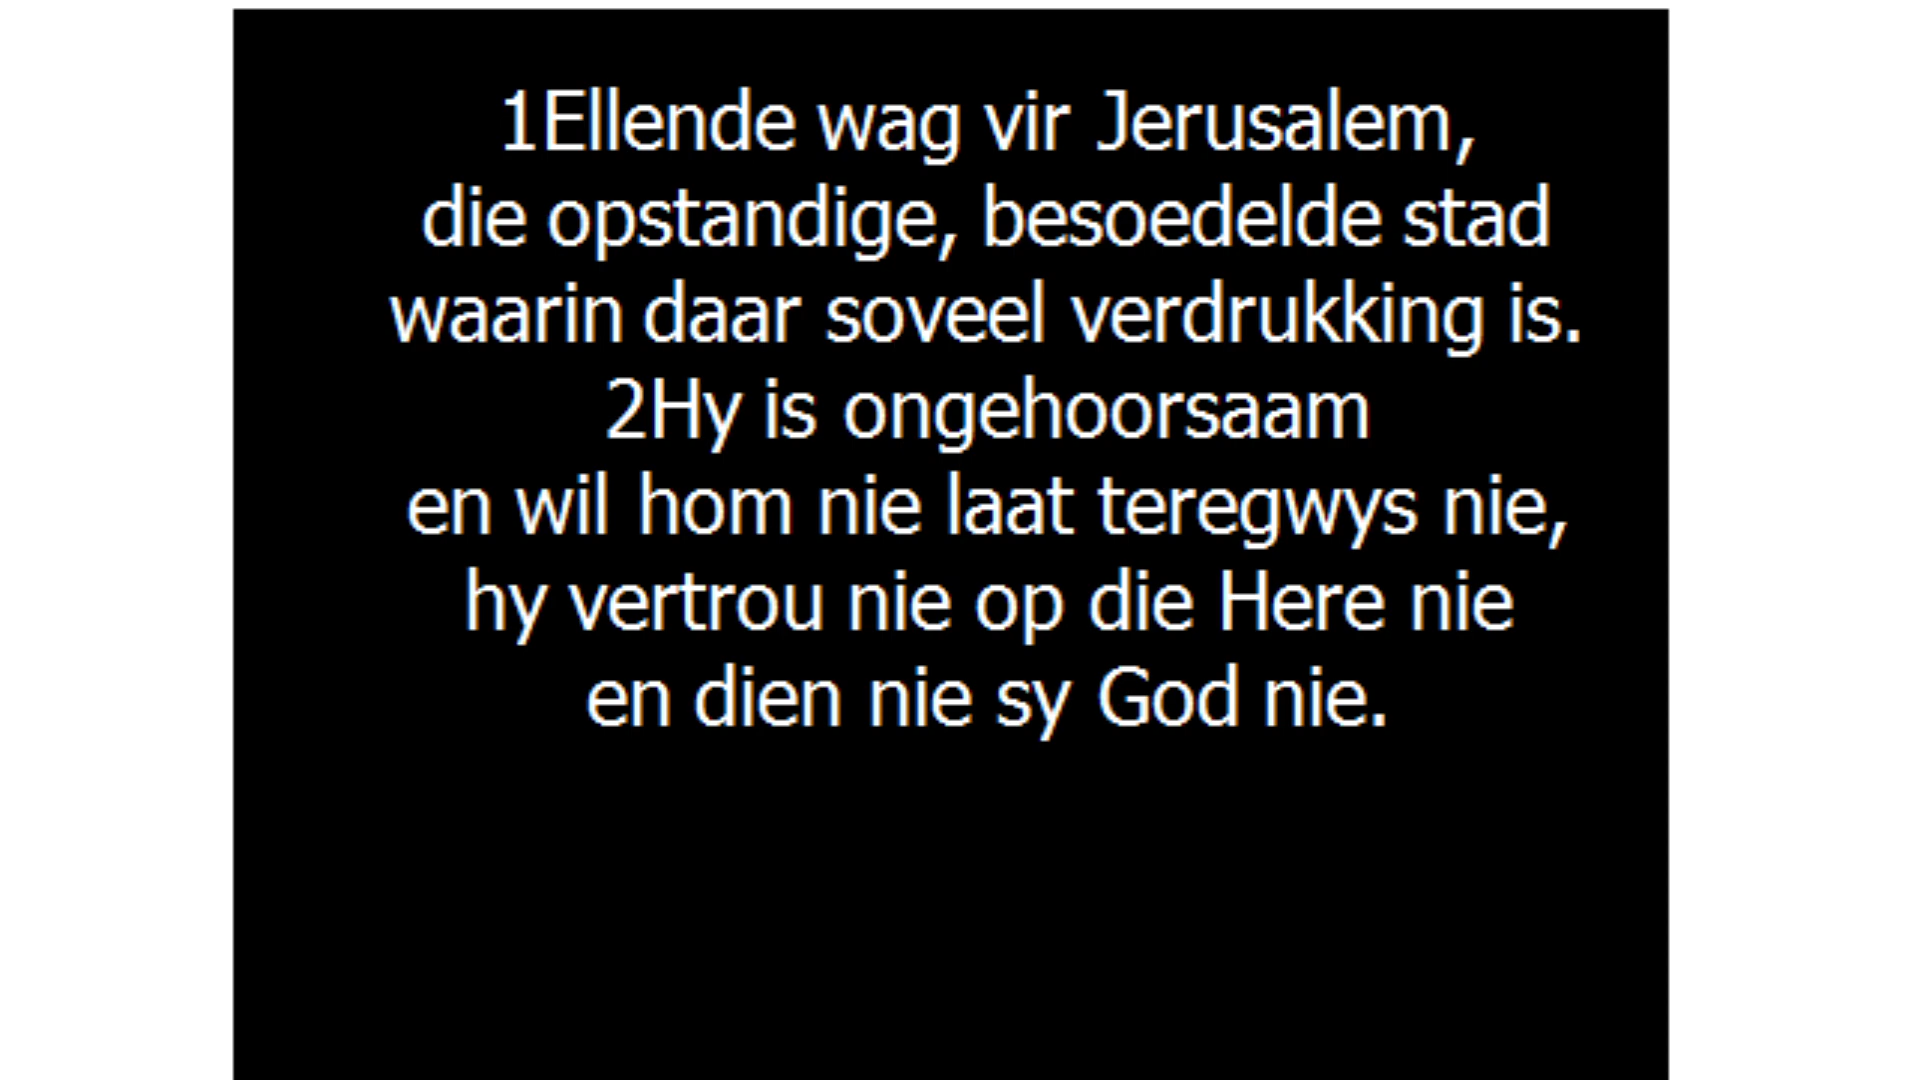 1Ellende wag vir Jerusalem,
die opstandige, besoedelde stad
waarin daar soveel verdrukking is.
2Hy is ongehoorsaam
en wil hom nie laat teregwys nie,
hy vertrou nie op die Here nie
en dien nie sy God nie.